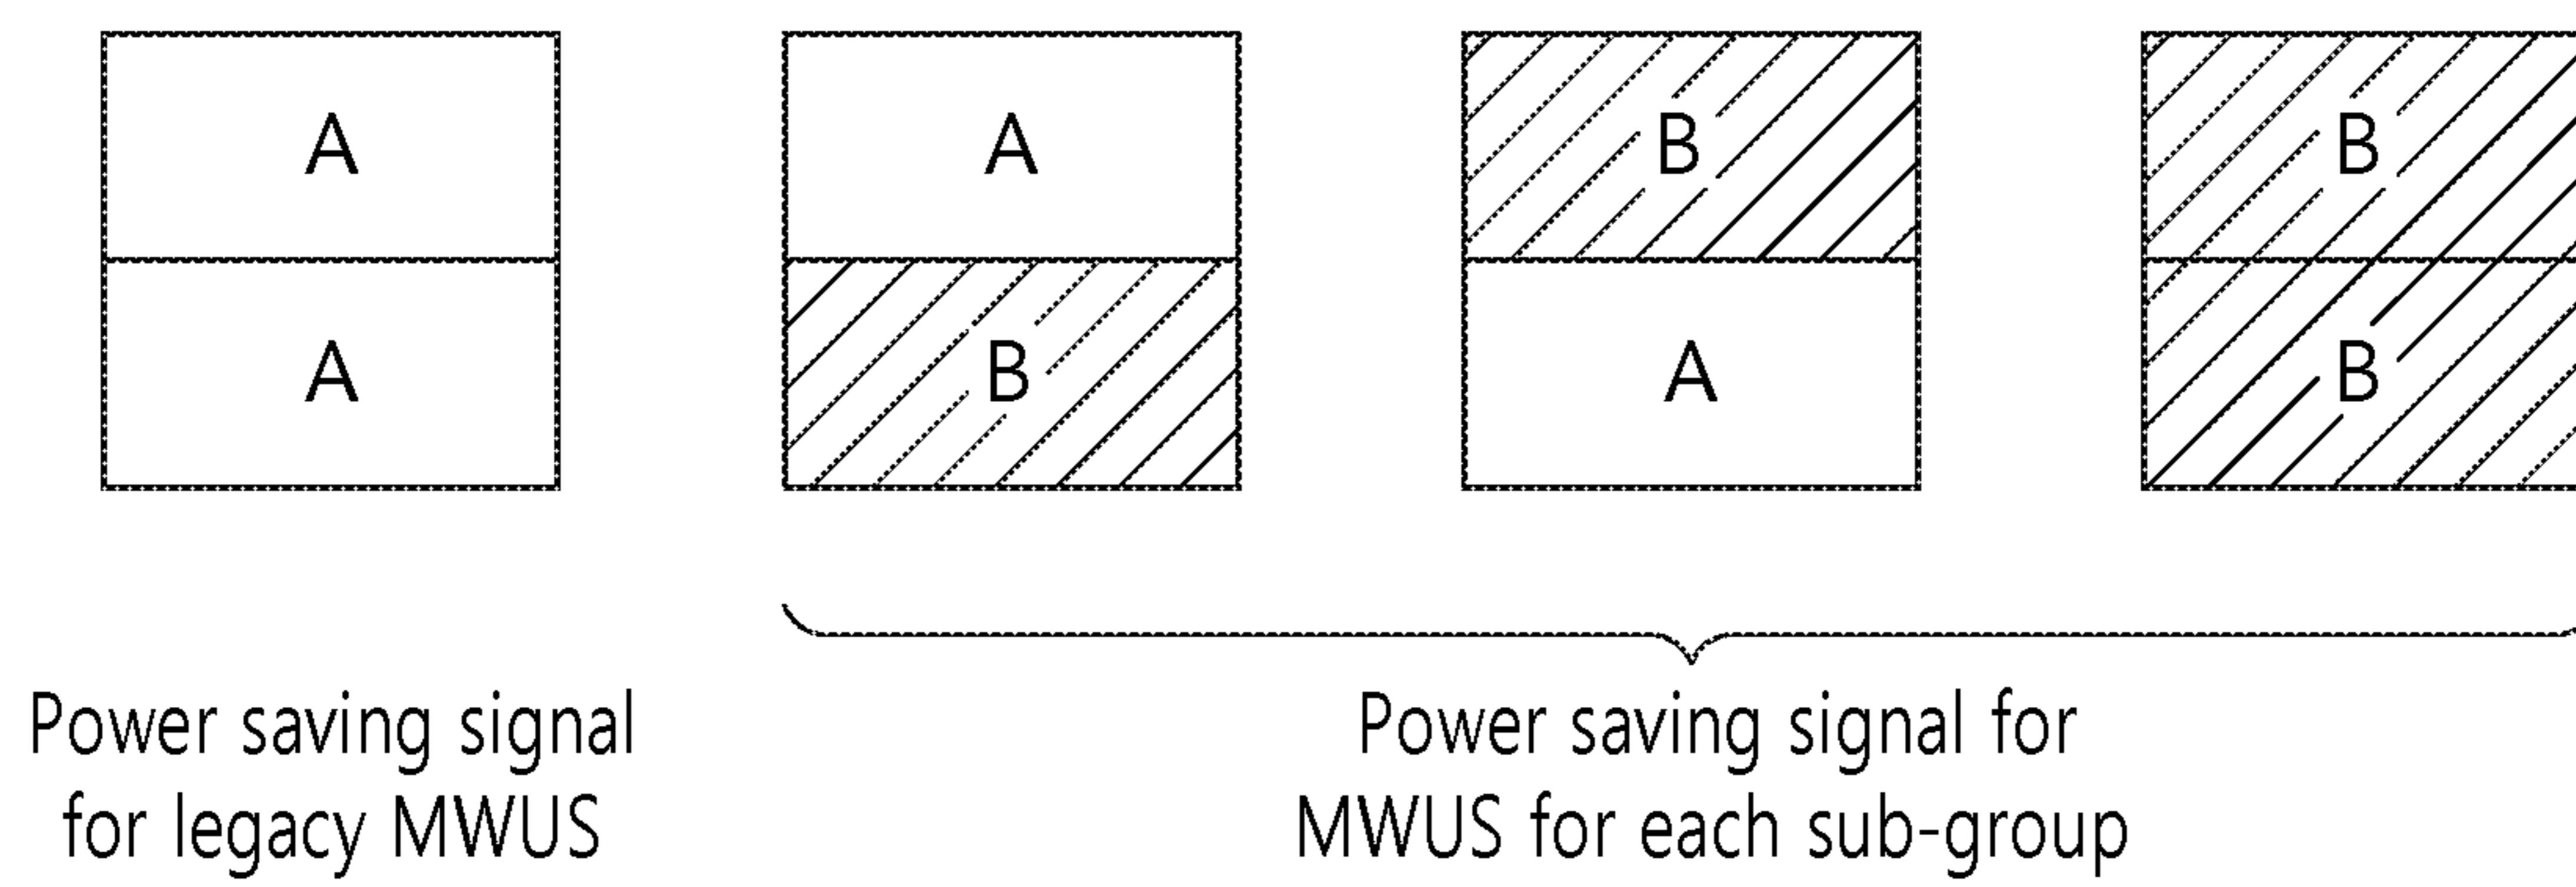 A A B B
A B A B
Power saving signal
for legacy MWUS
Power saving signal for
MWUS for each sub-group